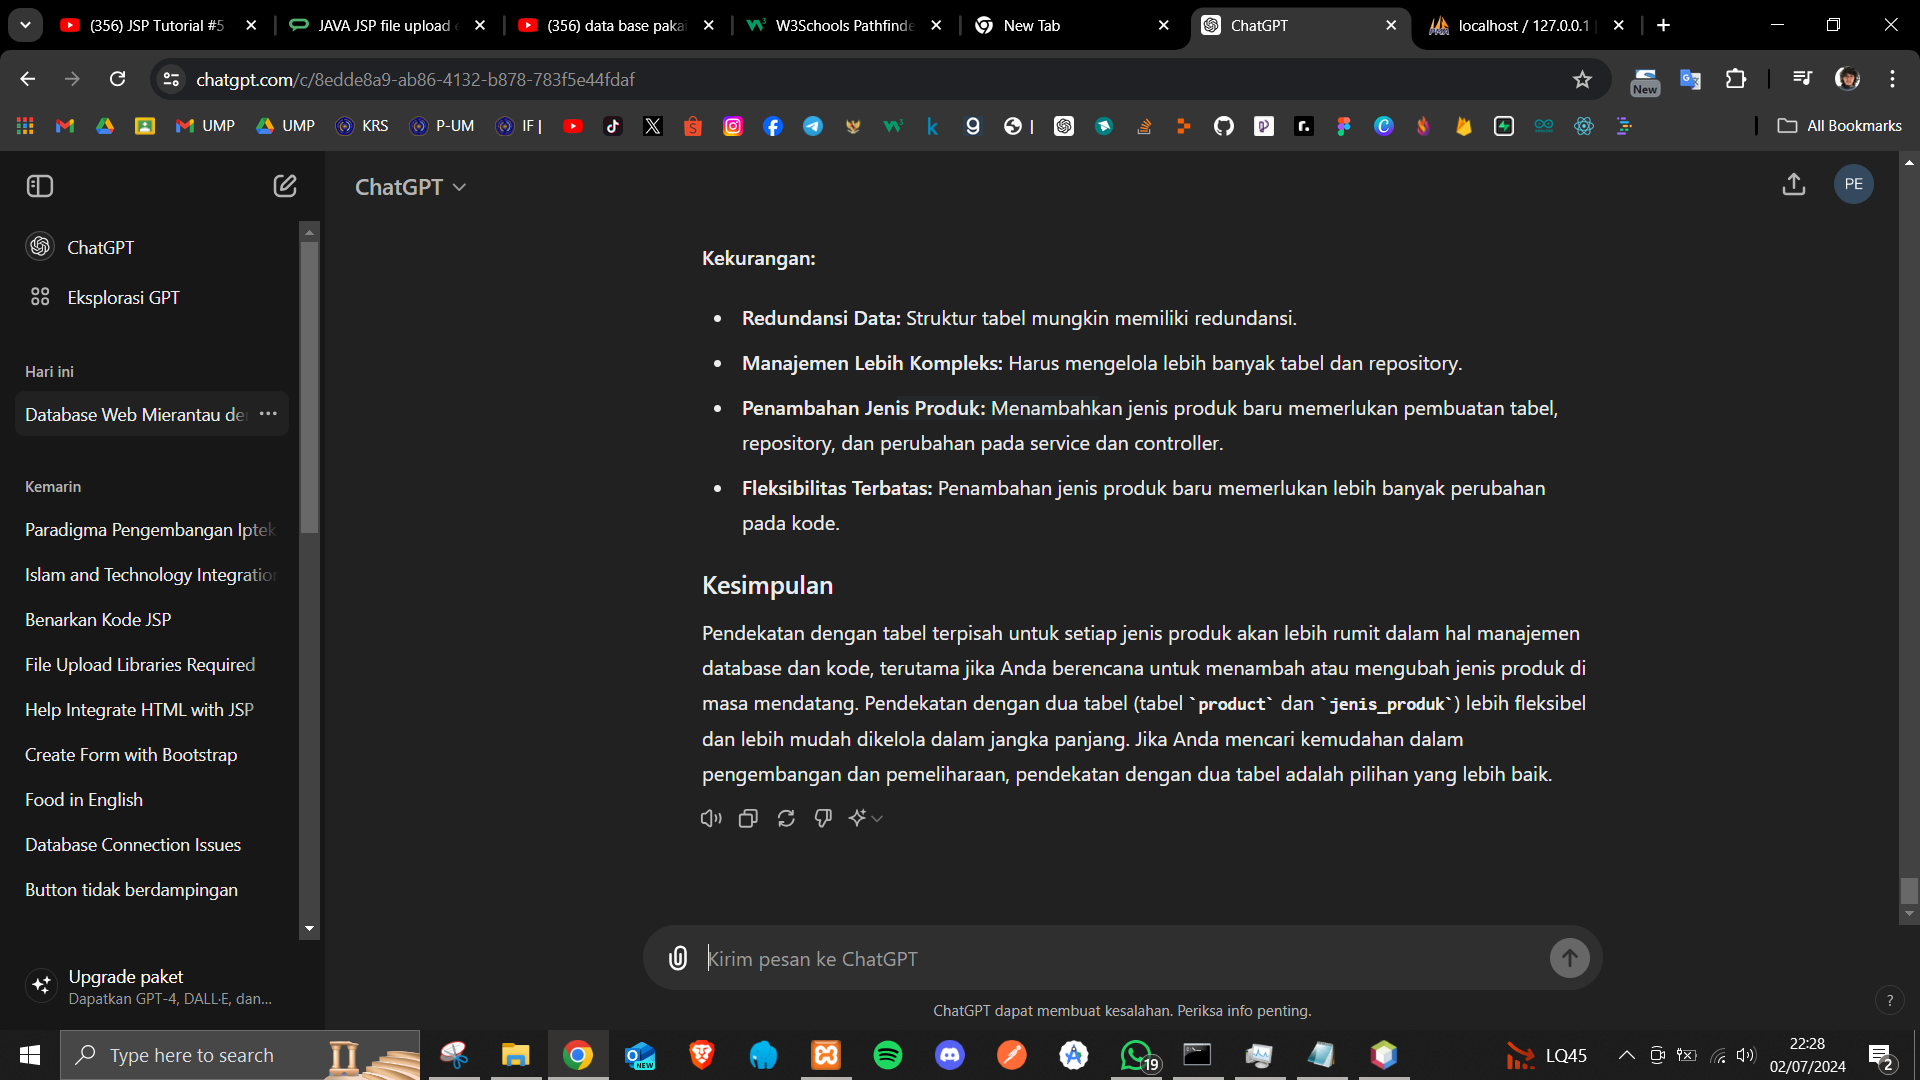 (356) JSP Tutorial #5
JAVA JSP file upload
(356) data base pakai
W3Schools Pathfinde
New Tab
ChatGPT
localhost / 127.0.0.1
chatgpt.com/c/8edde8a9-ab86-4132-b878-783f5e44fdaf
New
UMP
UMP
KRS
P-UM
IF |
All Bookmarks
ChatGPT
PE
ChatGPT
Eksplorasi GPT
Hari ini
Database Web Mierantau de
Kemarin
Paradigma Pengembangan Iptek
Islam and Technology Integration
Benarkan Kode JSP
File Upload Libraries Required
Help Integrate HTML with JSP
Create Form with Bootstrap
Food in English
Database Connection Issues
Button tidak berdampingan
Upgrade paket
Dapatkan GPT-4, DALL·E, dan...
Kekurangan:
Redundansi Data: Struktur tabel mungkin memiliki redundansi.
Manajemen Lebih Kompleks: Harus mengelola lebih banyak tabel dan repository.
Penambahan Jenis Produk: Menambahkan jenis produk baru memerlukan pembuatan tabel,
repository, dan perubahan pada service dan controller.
Fleksibilitas Terbatas: Penambahan jenis produk baru memerlukan lebih banyak perubahan
pada kode.
Kesimpulan
Pendekatan dengan tabel terpisah untuk setiap jenis produk akan lebih rumit dalam hal manajemen
database dan kode, terutama jika Anda berencana untuk menambah atau mengubah jenis produk di
masa mendatang. Pendekatan dengan dua tabel (tabel `product` dan `jenis_produk`) lebih fleksibel
dan lebih mudah dikelola dalam jangka panjang. Jika Anda mencari kemudahan dalam
pengembangan dan pemeliharaan, pendekatan dengan dua tabel adalah pilihan yang lebih baik.
Kirim pesan ke ChatGPT
ChatGPT dapat membuat kesalahan. Periksa info penting.
?
Type here to search
NEW
19
LQ45
22:28
02/07/2024
2